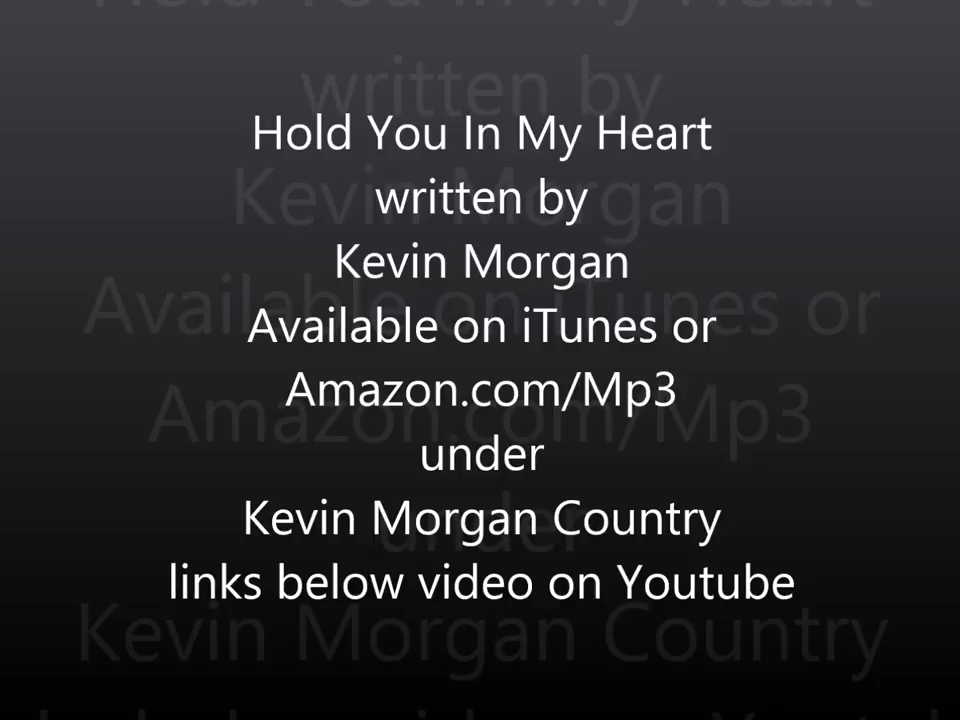 Hold You In My Heart
written by
Kevin Morgan
Available on iTunes or
Amazon.com/Mp3
under
Kevin Morgan Country
links below video on Youtube